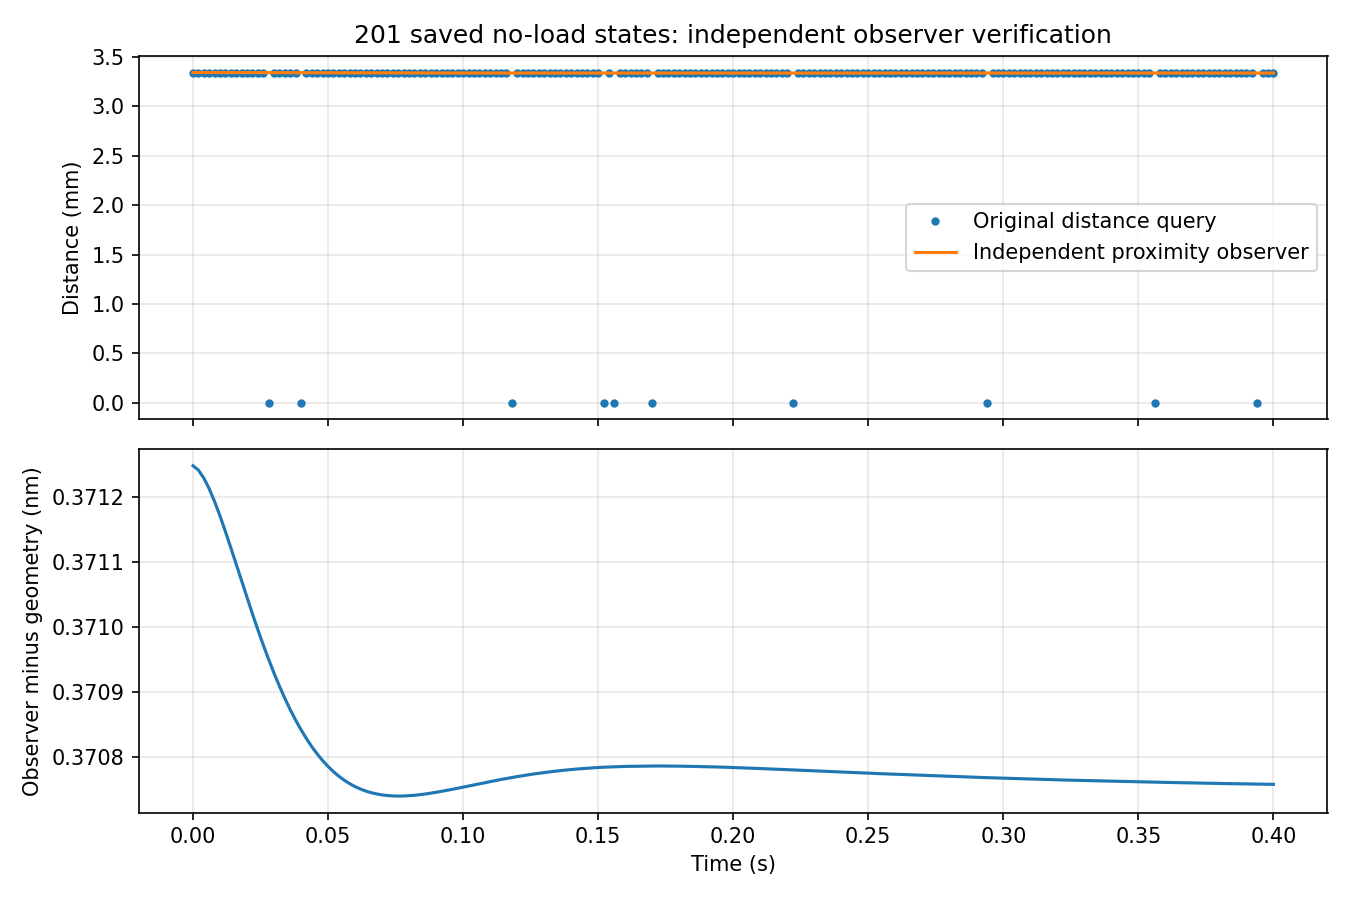 201 saved no-load states: independent observer verification
Distance (mm)
3.5
3.0
2.5
2.0
1.5
1.0
0.5
0.0
Original distance query
Independent proximity observer
Observer minus geometry (nm)
0.3712
0.3711
0.3710
0.3709
0.3708
0.00 0.05 0.10 0.15 0.20 0.25 0.30 0.35 0.40
Time (s)